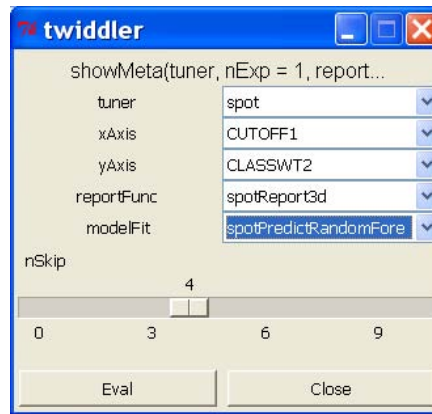 twiddler
showMeta(tuner, nExp = 1, report...
tuner spot
xAxis CUTOFF1
yAxis CLASSWT2
reportFunc spotReport3d
modelFit spotPredictRandomFore
nSkip
4
0 3 6 9
Eval Close